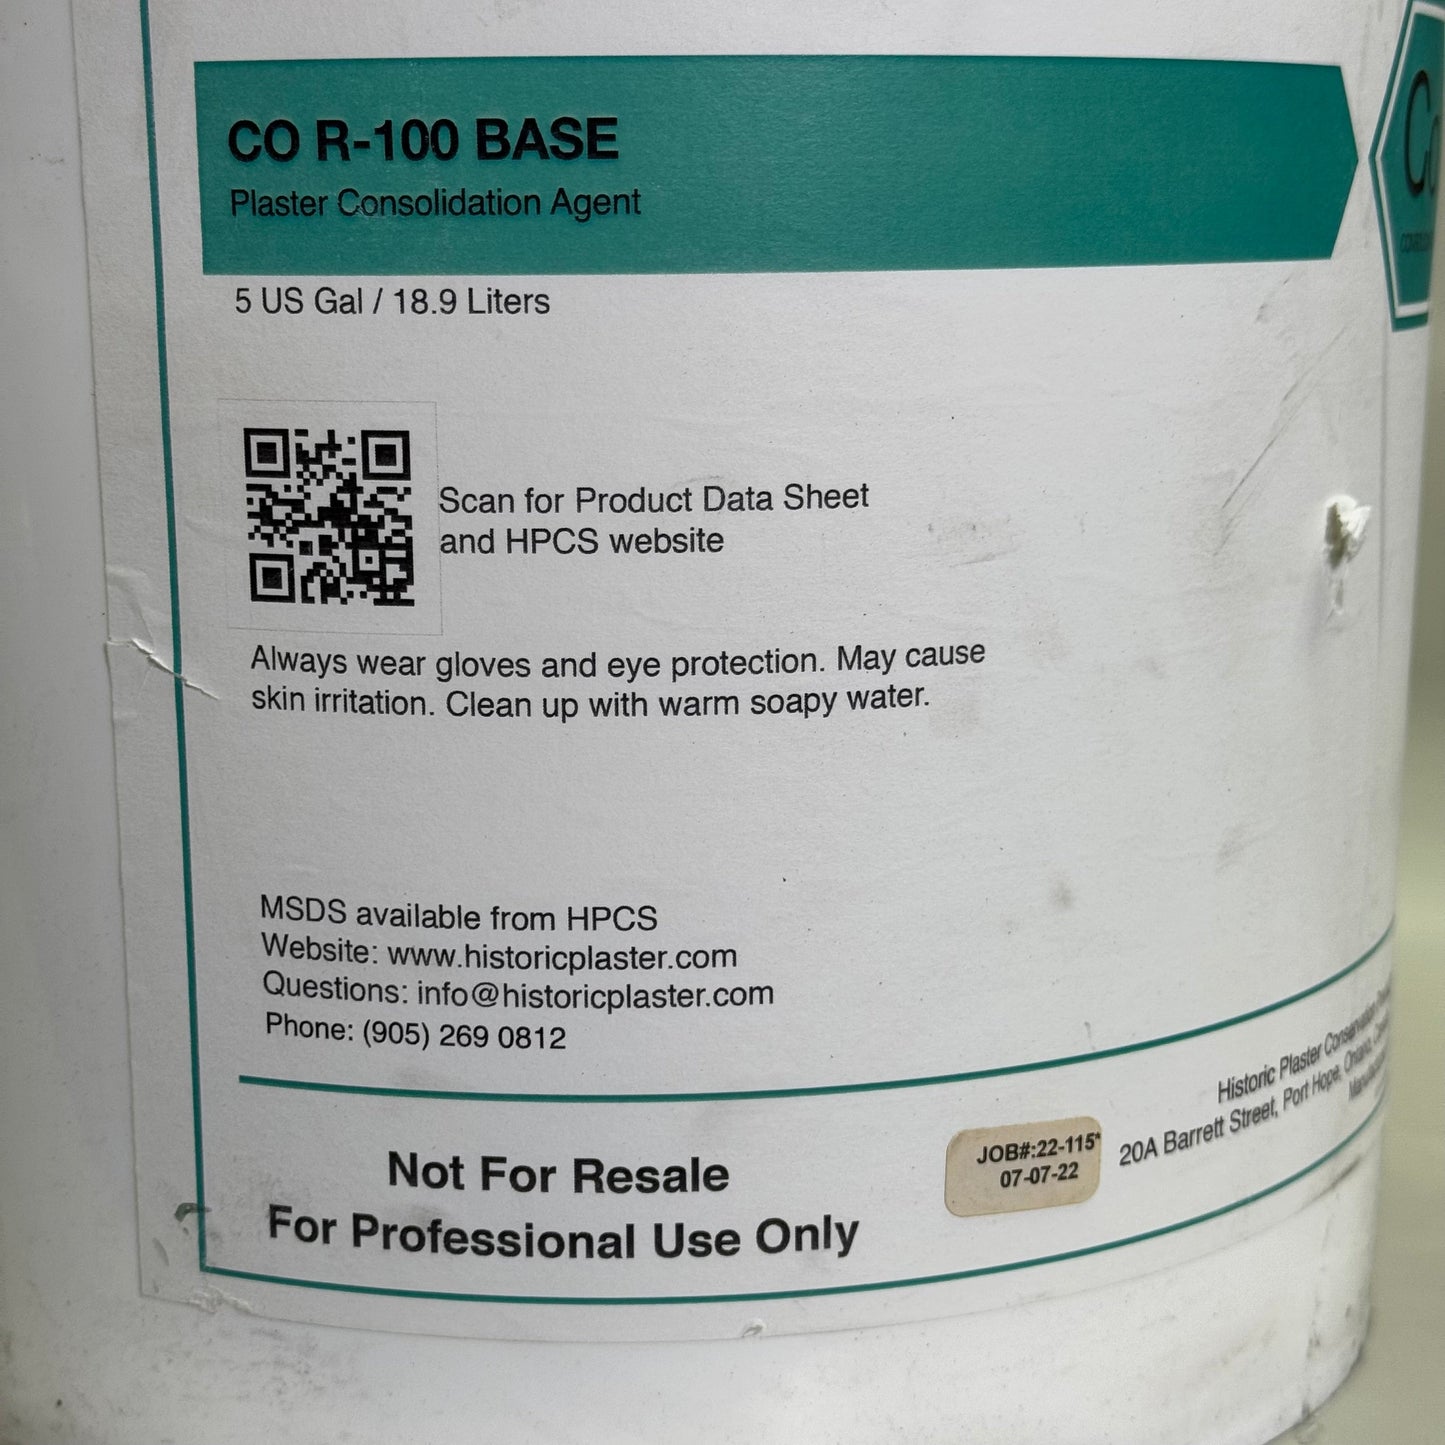 CO R-100 BASE
Plaster Consolidation Agent
5 US Gal / 18.9 Liters
Co
Scan for Product Data Sheet
and HPCS website
Always wear gloves and eye protection. May cause
skin irritation. Clean up with warm soapy water.
MSDS available from HPCS
Website: www.historicplaster.com
Questions: info@historicplaster.com
Phone: (905) 269 0812
Not For Resale
For Professional Use Only
JOB#:22-115*
07-07-22
Historic Plaster Conservation
20A Barrett Street, Port Hope, Ontario,